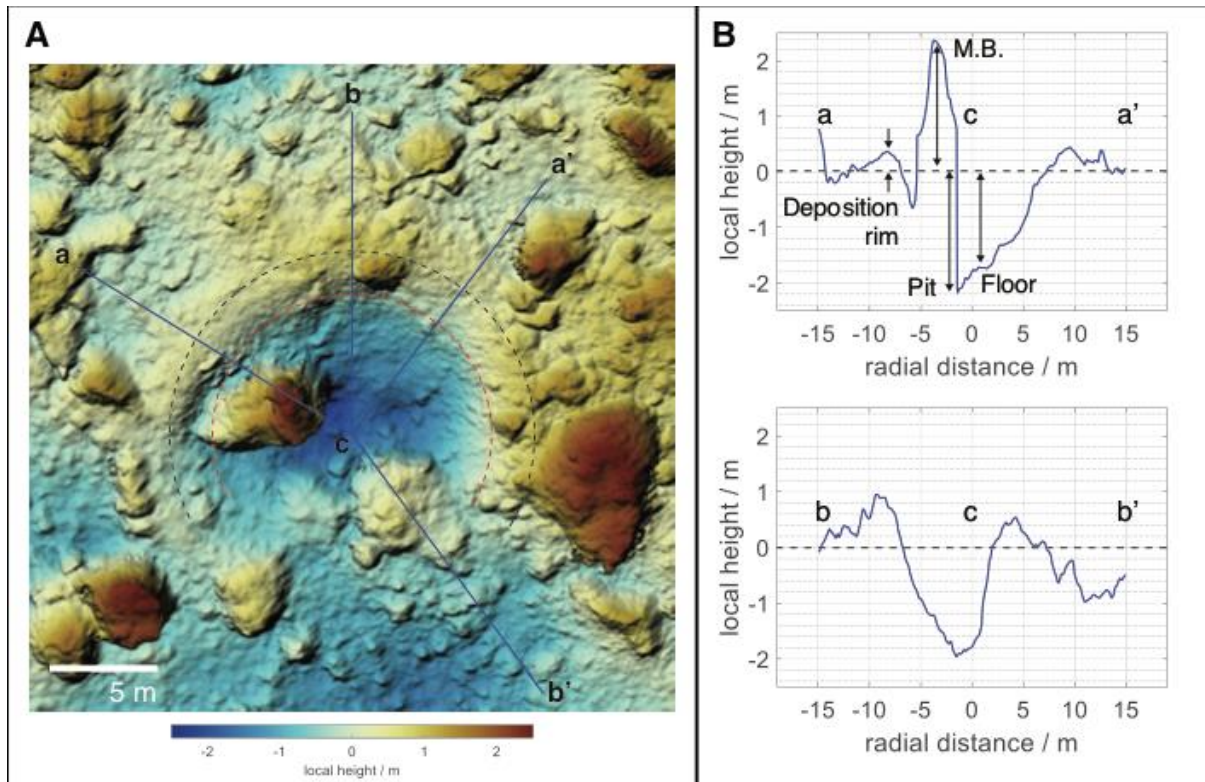 A
b
a'
a
c
b'
5 m
-2 -1 0 1 2
local height / m
B
2
1
0
-1
-2
local height / m
M.B.
a c a'
Deposition
rim
Pit
Floor
-15 -10 -5 0 5 10 15
radial distance / m
2
1
0
-1
-2
local height / m
b c b'
-15 -10 -5 0 5 10 15
radial distance / m